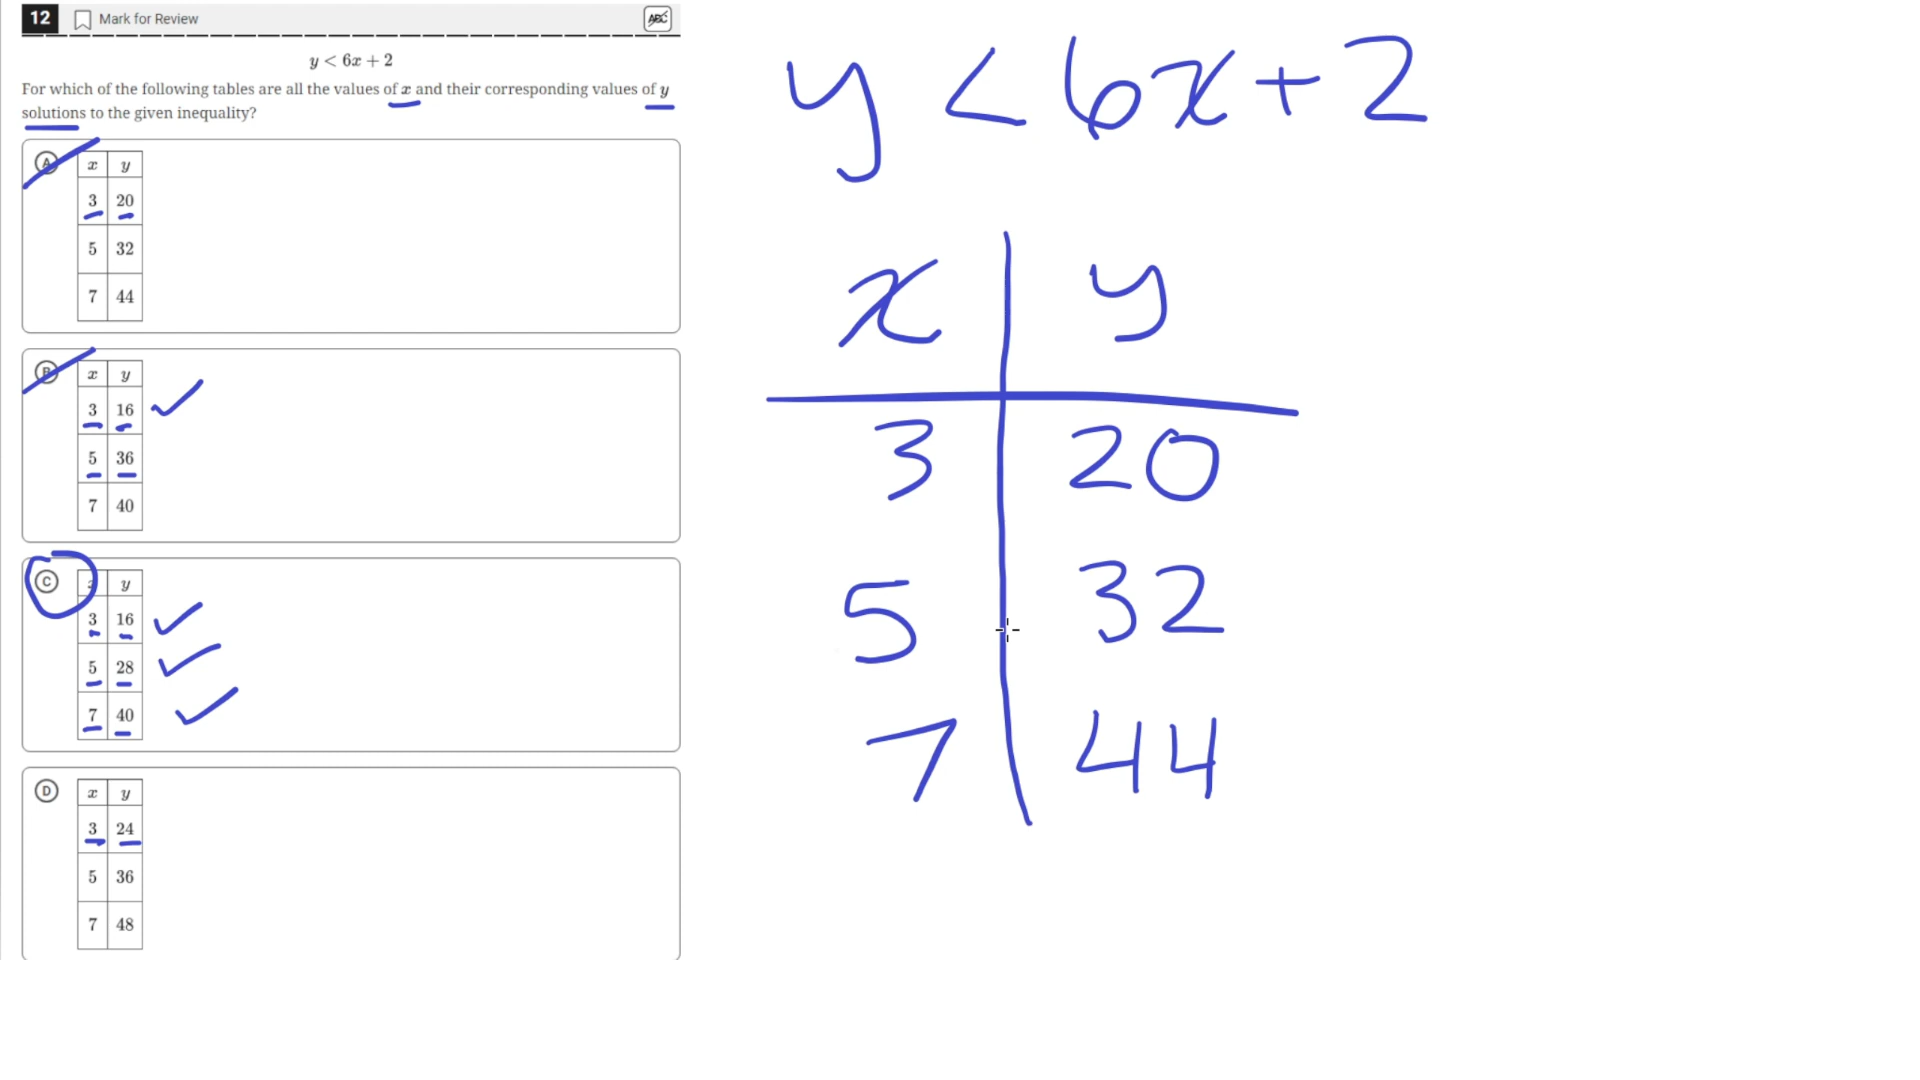 12 Mark for Review ABC
y < 6x + 2
For which of the following tables are all the values of x and their corresponding values of y
solutions to the given inequality?
A
x y
3 20
5 32
7 44
B
x y
3 16
5 36
7 40
C
x y
3 16
5 28
7 40
D
x y
3 24
5 36
7 48
y < 6x + 2
x y
3 20
5 32
7 44